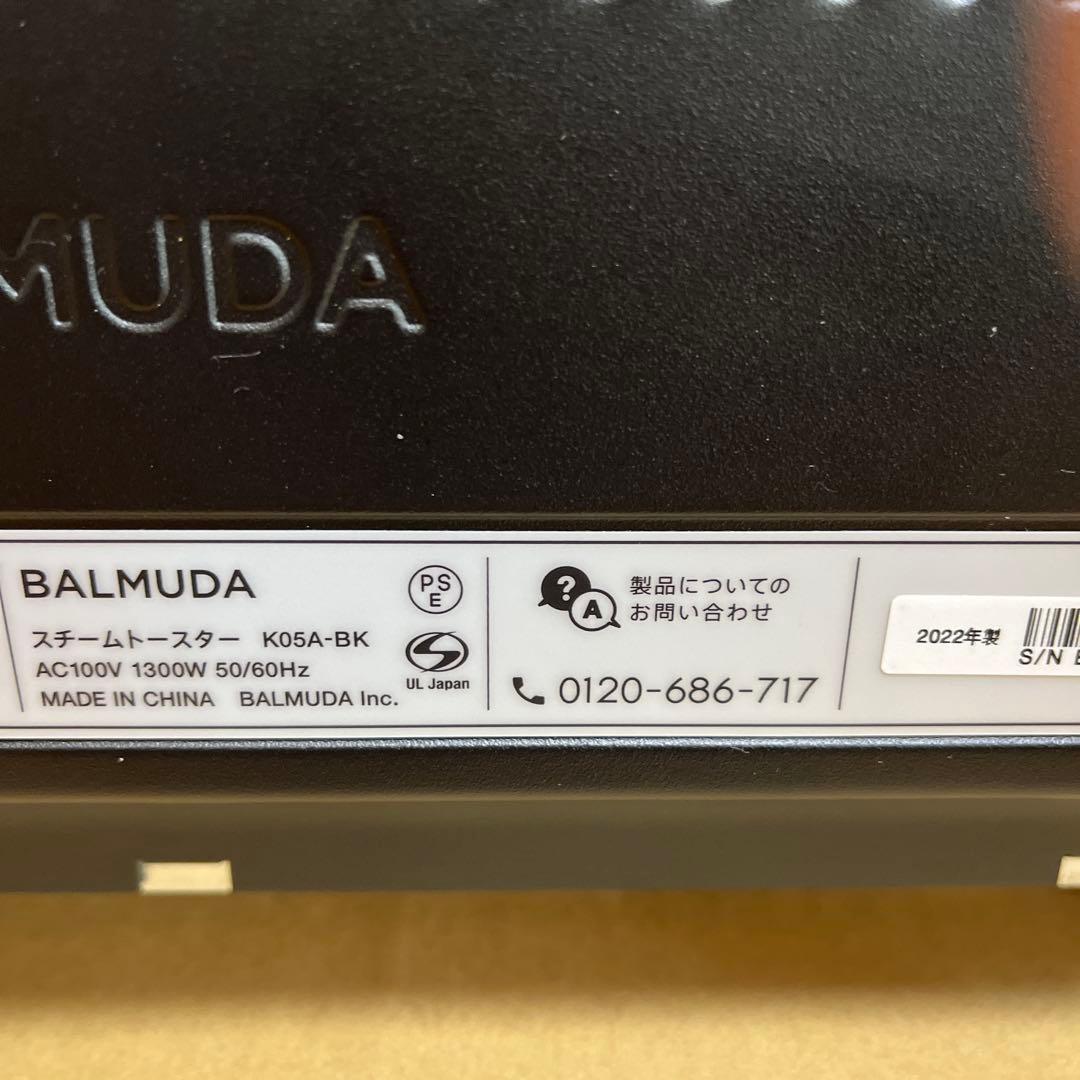 MUDA
BALMUDA
PS
E
スチームトースター K05A-BK
AC100V 1300W 50/60Hz
MADE IN CHINA BALMUDA Inc.
S
UL Japan
?
A
製品についての
お問い合わせ
0120-686-717
2022年製
S/N